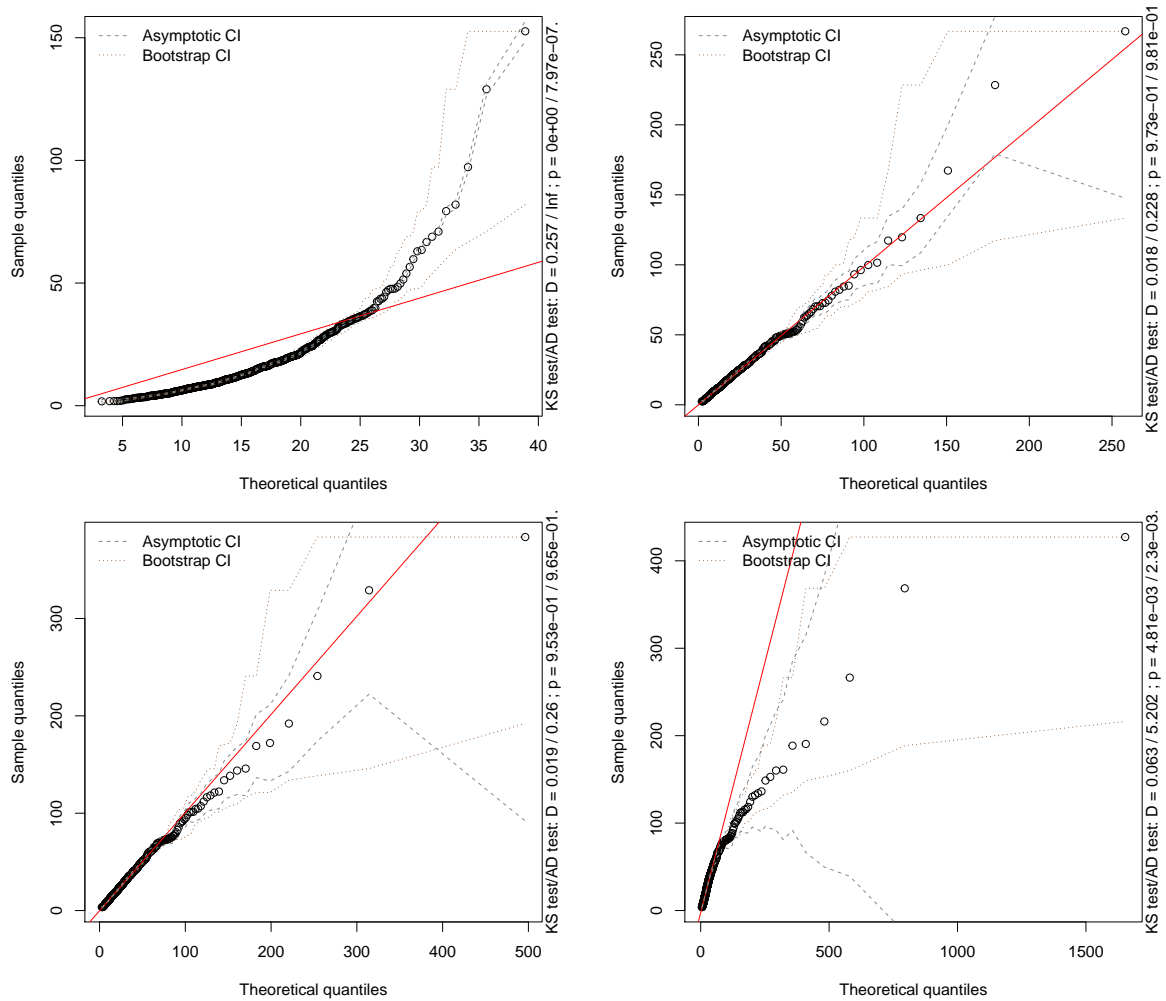 Asymptotic CI
Bootstrap CI
0
50
100
150
5
10
15
20
25
30
35
40
Sample quantiles
Theoretical quantiles
KS test/AD test: D = 0.257 / Inf ; p = 0e+00 / 7.97e−07.
Asymptotic CI
Bootstrap CI
0
50
100
150
200
250
0
50
100
150
200
250
Sample quantiles
Theoretical quantiles
KS test/AD test: D = 0.018 / 0.228 ; p = 9.73e−01 / 9.81e−01
Asymptotic CI
Bootstrap CI
0
100
200
300
0
100
200
300
400
500
Sample quantiles
Theoretical quantiles
KS test/AD test: D = 0.019 / 0.26 ; p = 9.53e−01 / 9.65e−01.
Asymptotic CI
Bootstrap CI
0
100
200
300
400
0
500
1000
1500
Sample quantiles
Theoretical quantiles
KS test/AD test: D = 0.063 / 5.202 ; p = 4.81e−03 / 2.3e−03.